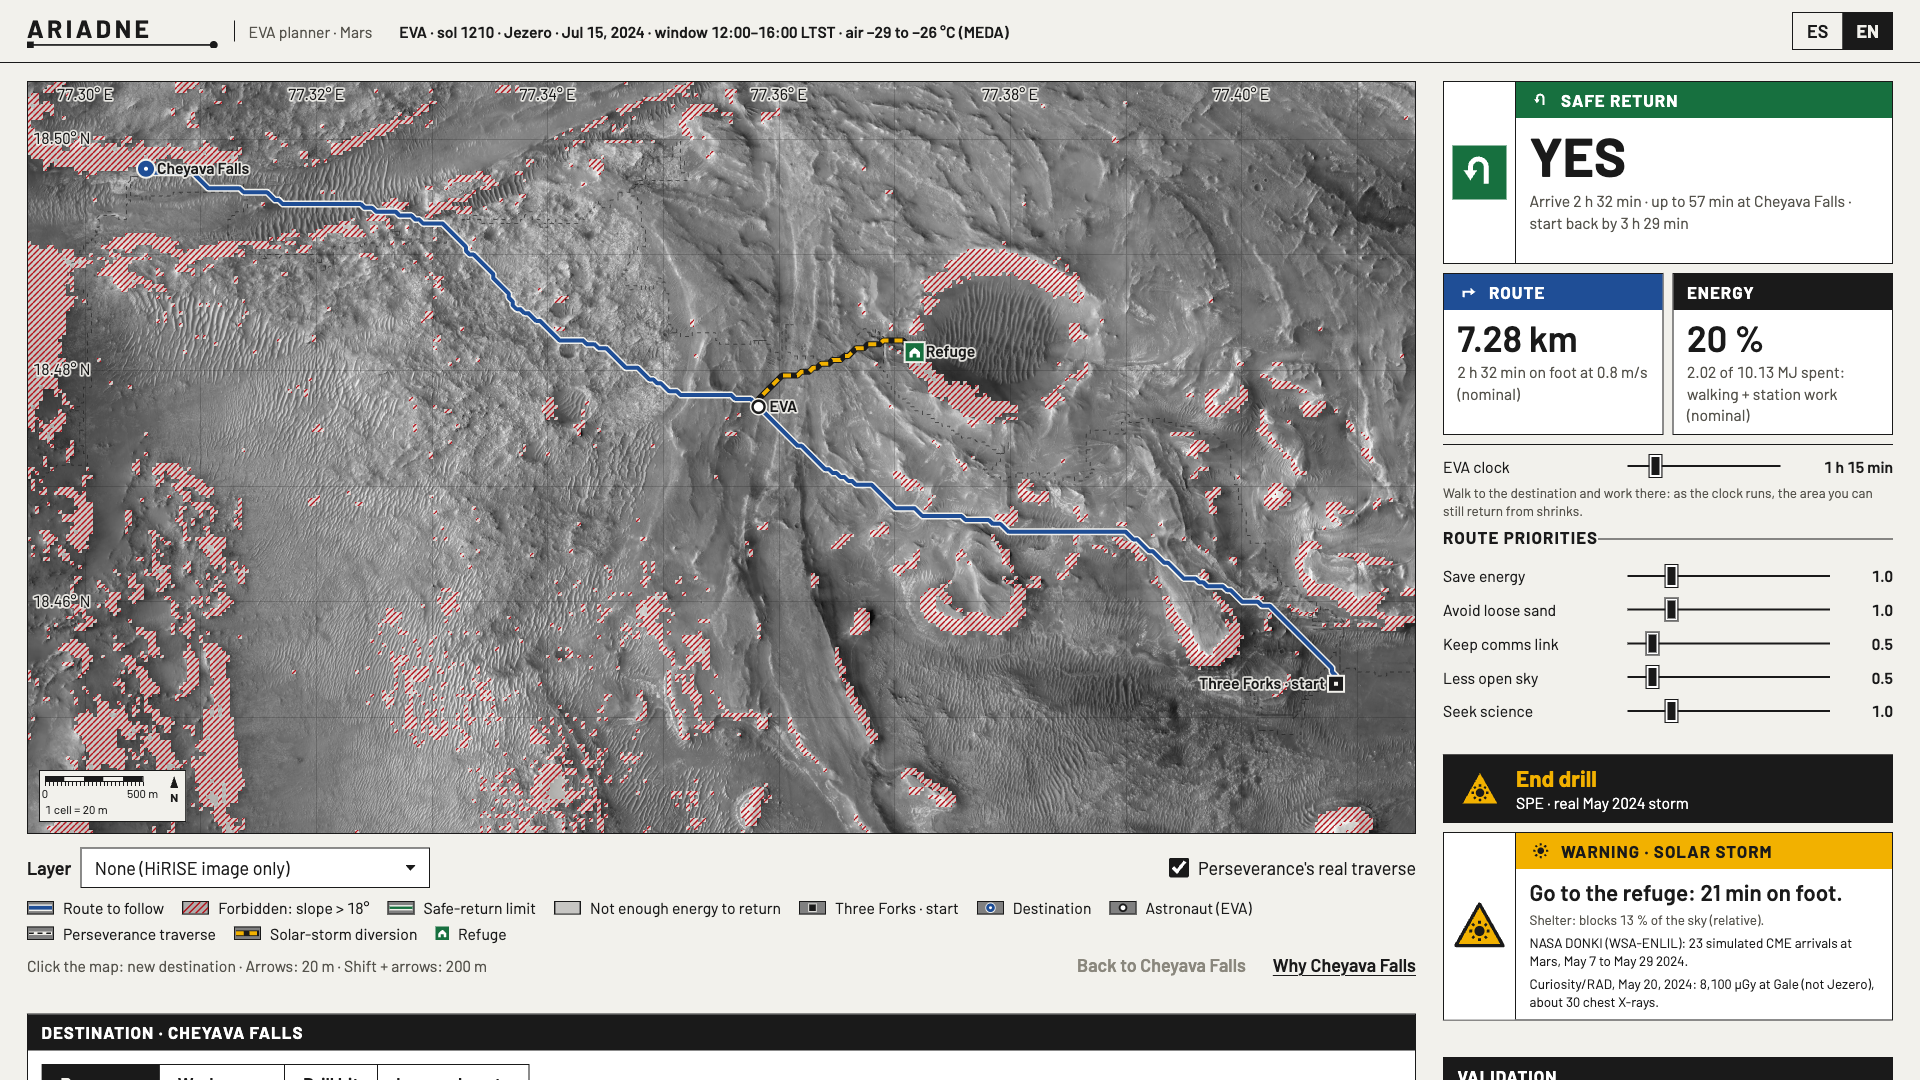 ARIADNE
EVA planner · Mars
EVA · sol 1210 · Jezero · Jul 15, 2024 · window 12:00–16:00 LTST · air −29 to −26 °C (MEDA)
ES
EN
77.30° E
77.32° E
77.34° E
77.36° E
77.38° E
77.40° E
18.50° N
18.48° N
18.46° N
Cheyava Falls
Refuge
EVA
Three Forks · start
0
500 m
N
1 cell = 20 m
Layer
None (HiRISE image only)
Perseverance's real traverse
Route to follow
Forbidden: slope > 18°
Safe-return limit
Not enough energy to return
Three Forks · start
Destination
Astronaut (EVA)
Perseverance traverse
Solar-storm diversion
Refuge
Click the map: new destination · Arrows: 20 m · Shift + arrows: 200 m
Back to Cheyava Falls
Why Cheyava Falls
DESTINATION · CHEYAVA FALLS
SAFE RETURN
YES
Arrive 2 h 32 min · up to 57 min at Cheyava Falls ·
start back by 3 h 29 min
ROUTE
7.28 km
2 h 32 min on foot at 0.8 m/s
(nominal)
ENERGY
20 %
2.02 of 10.13 MJ spent:
walking + station work
(nominal)
EVA clock
1 h 15 min
Walk to the destination and work there: as the clock runs, the area you can
still return from shrinks.
ROUTE PRIORITIES
Save energy
1.0
Avoid loose sand
1.0
Keep comms link
0.5
Less open sky
0.5
Seek science
1.0
End drill
SPE · real May 2024 storm
WARNING · SOLAR STORM
Go to the refuge: 21 min on foot.
Shelter: blocks 13 % of the sky (relative).
NASA DONKI (WSA-ENLIL): 23 simulated CME arrivals at
Mars, May 7 to May 29 2024.
Curiosity/RAD, May 20, 2024: 8,100 µGy at Gale (not Jezero),
about 30 chest X-rays.
VALIDATION